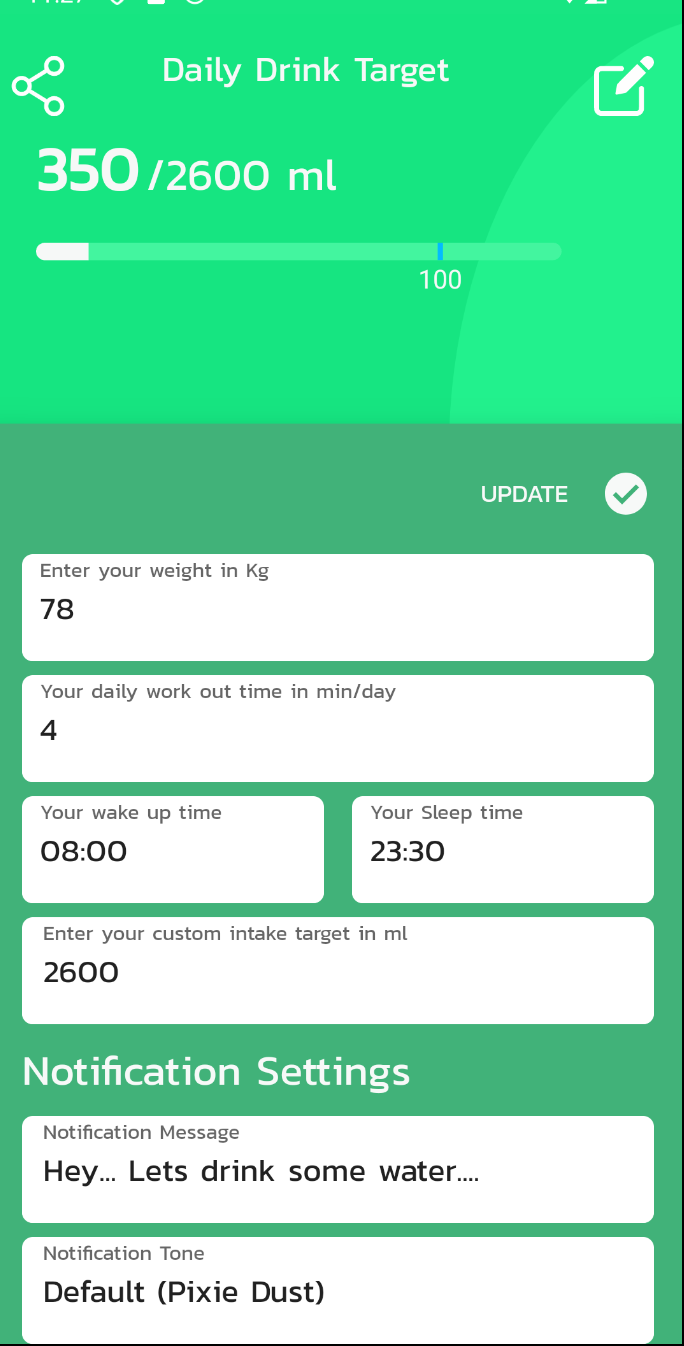 Daily Drink Target
350 /2600 ml
100
UPDATE
Enter your weight in Kg
78
Your daily work out time in min/day
4
Your wake up time
08:00
Your Sleep time
23:30
Enter your custom intake target in ml
2600
Notification Settings
Notification Message
Hey... Lets drink some water....
Notification Tone
Default (Pixie Dust)